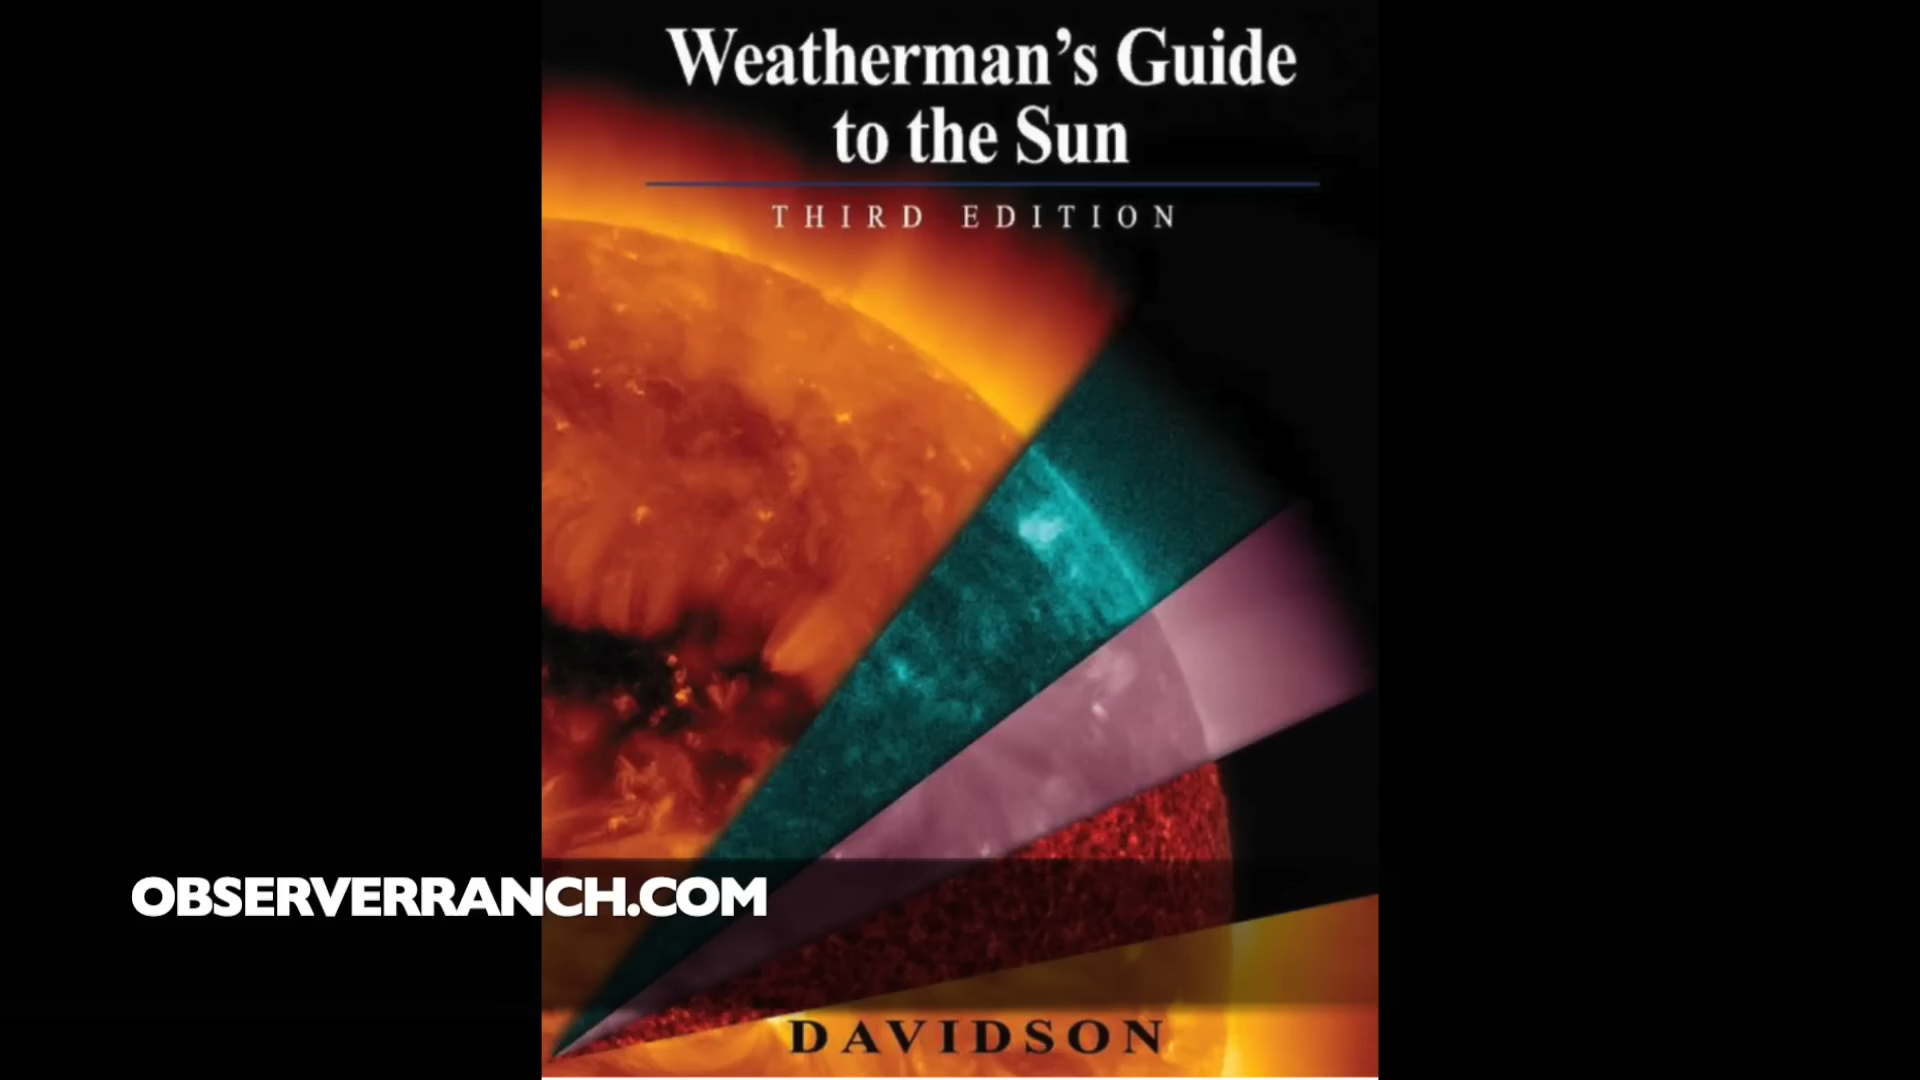 Weatherman's Guide
to the Sun
THIRD EDITION
OBSERVERRANCH.COM
DAVIDSON